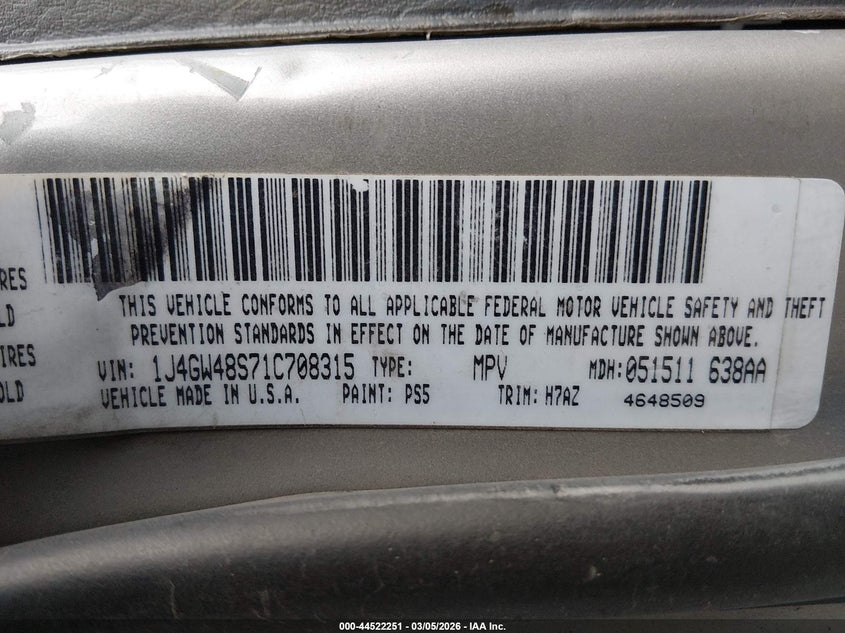 IRES
LD
IRES
OLD
THIS VEHICLE CONFORMS TO ALL APPLICABLE FEDERAL MOTOR VEHICLE SAFETY AND THEFT
PREVENTION STANDARDS IN EFFECT ON THE DATE OF MANUFACTURE SHOWN ABOVE.
VIN: 1J4GW48S71C708315 TYPE: MPV MDH: 051511 638AA
VEHICLE MADE IN U.S.A. PAINT: PS5 TRIM: H7AZ 4648509
000-44522251 - 03/05/2026 - IAA Inc.